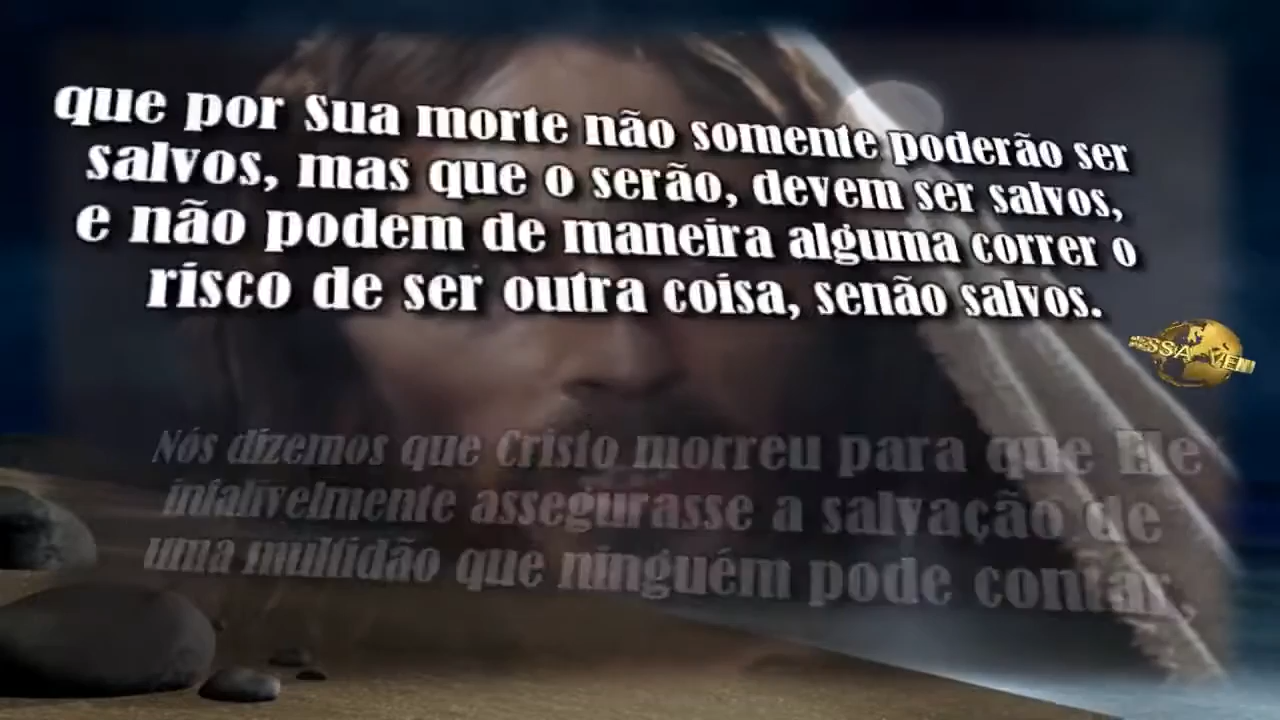 que por Sua morte não somente poderão ser
salvos, mas que o serão, devem ser salvos,
e não podem de maneira alguma correr o
risco de ser outra coisa, senão salvos.
Nós dizemos que Cristo morreu para que Ele
infalivelmente assegurasse a salvação de
uma multidão que ninguém pode contar,